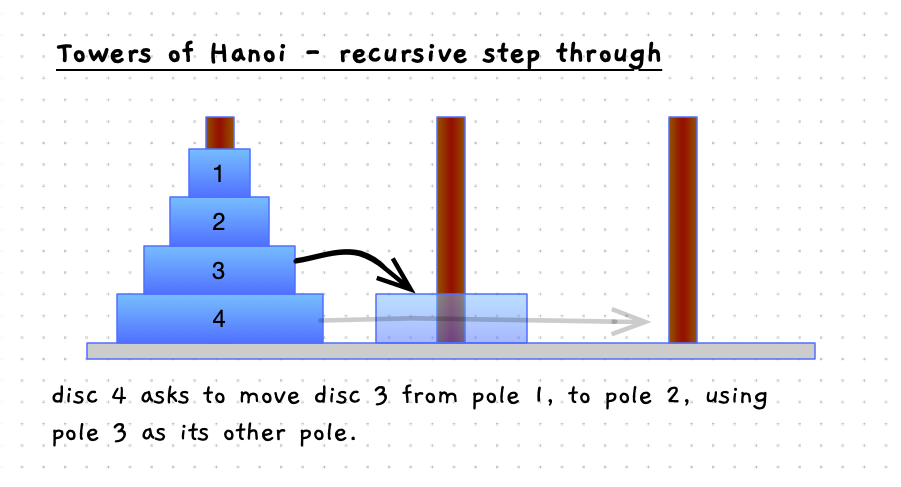 Towers of Hanoi - recursive step through
1
2
3
4
disc 4 asks to move disc 3 from pole 1, to pole 2, using
pole 3 as its other pole.